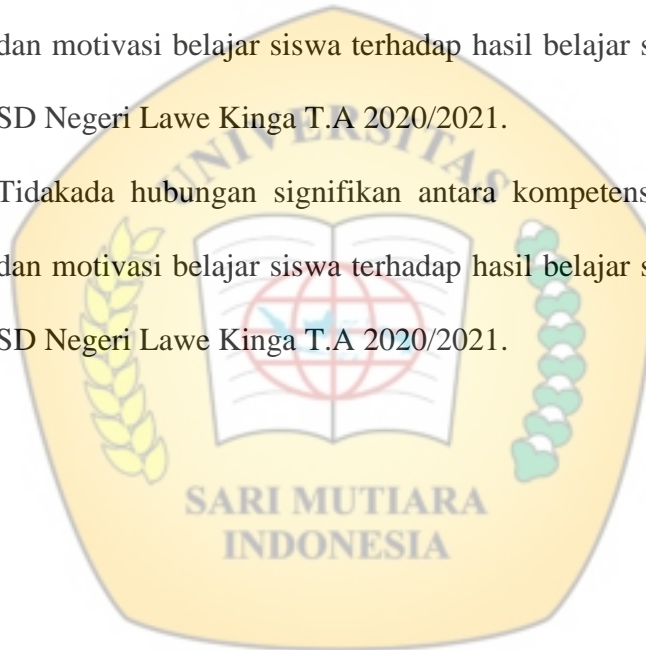 dan motivasi belajar siswa terhadap hasil belajar s
SD Negeri Lawe Kinga T.A 2020/2021.
UNIVERSITAS
Tidakada hubungan signifikan antara kompetens
dan motivasi belajar siswa terhadap hasil belajar s
SD Negeri Lawe Kinga T.A 2020/2021.
SARI MUTIARA
INDONESIA